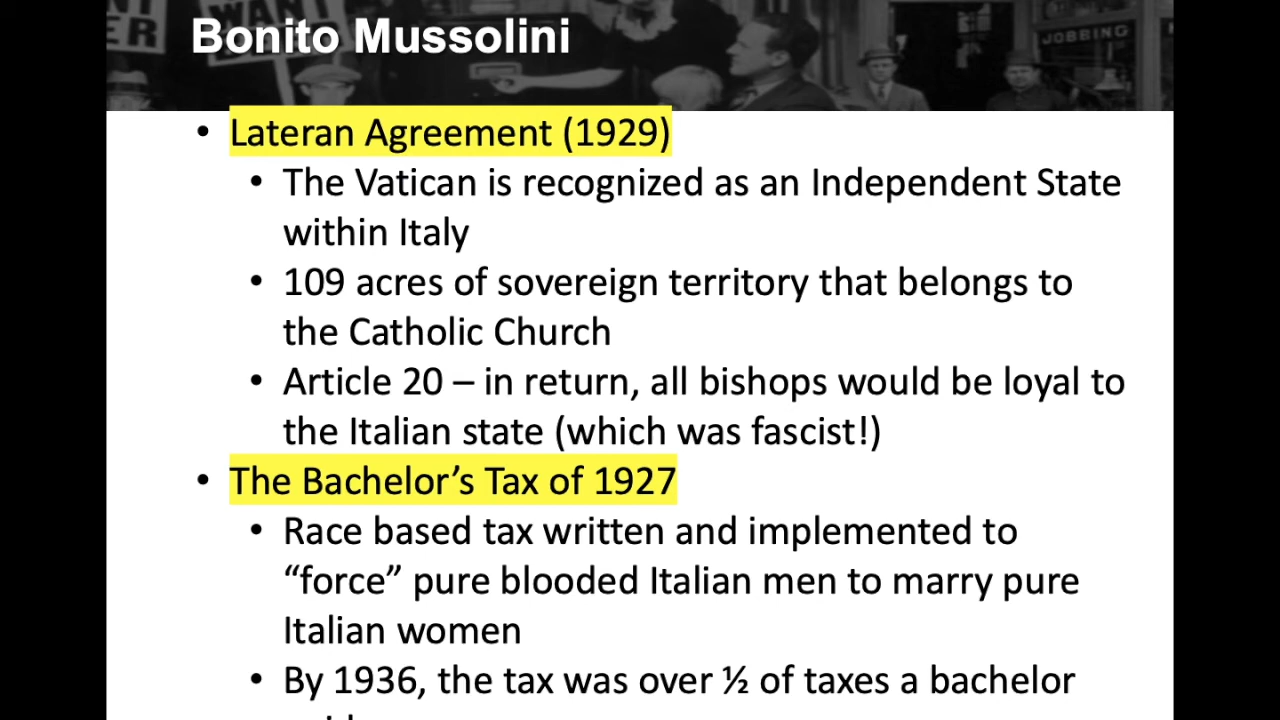 WANT
ER
JOBBING
Bonito Mussolini
• Lateran Agreement (1929)
• The Vatican is recognized as an Independent State
within Italy
• 109 acres of sovereign territory that belongs to
the Catholic Church
• Article 20 – in return, all bishops would be loyal to
the Italian state (which was fascist!)
• The Bachelor’s Tax of 1927
• Race based tax written and implemented to
“force” pure blooded Italian men to marry pure
Italian women
• By 1936, the tax was over ½ of taxes a bachelor